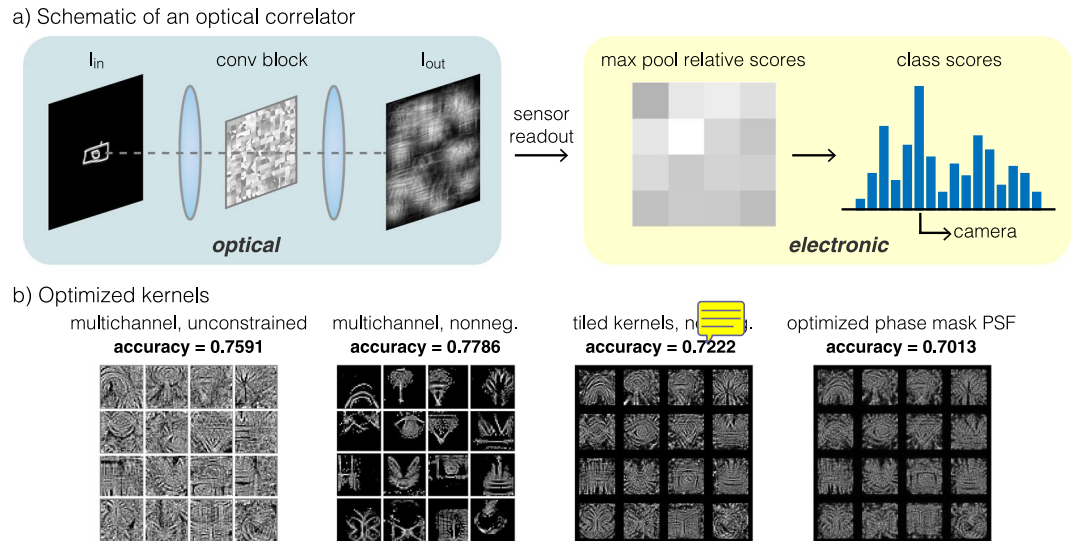 a) Schematic of an optical correlator
I_in
conv block
I_out
optical
sensor
readout
max pool relative scores
class scores
electronic
camera
b) Optimized kernels
multichannel, unconstrained
accuracy = 0.7591
multichannel, nonneg.
accuracy = 0.7786
tiled kernels,
accuracy = 0.7222
optimized phase mask PSF
accuracy = 0.7013